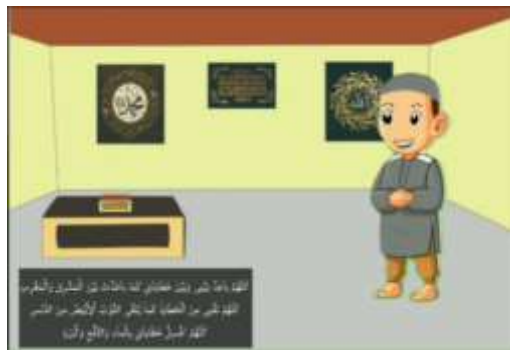 محمد
اللهم باعد بيني وبين خطاياي كما باعدت بين المشرق والمغرب
اللهم نقني من الخطايا كما ينقى الثوب الأبيض من الدنس
اللهم اغسل خطاياي بالماء والثلج والبرد